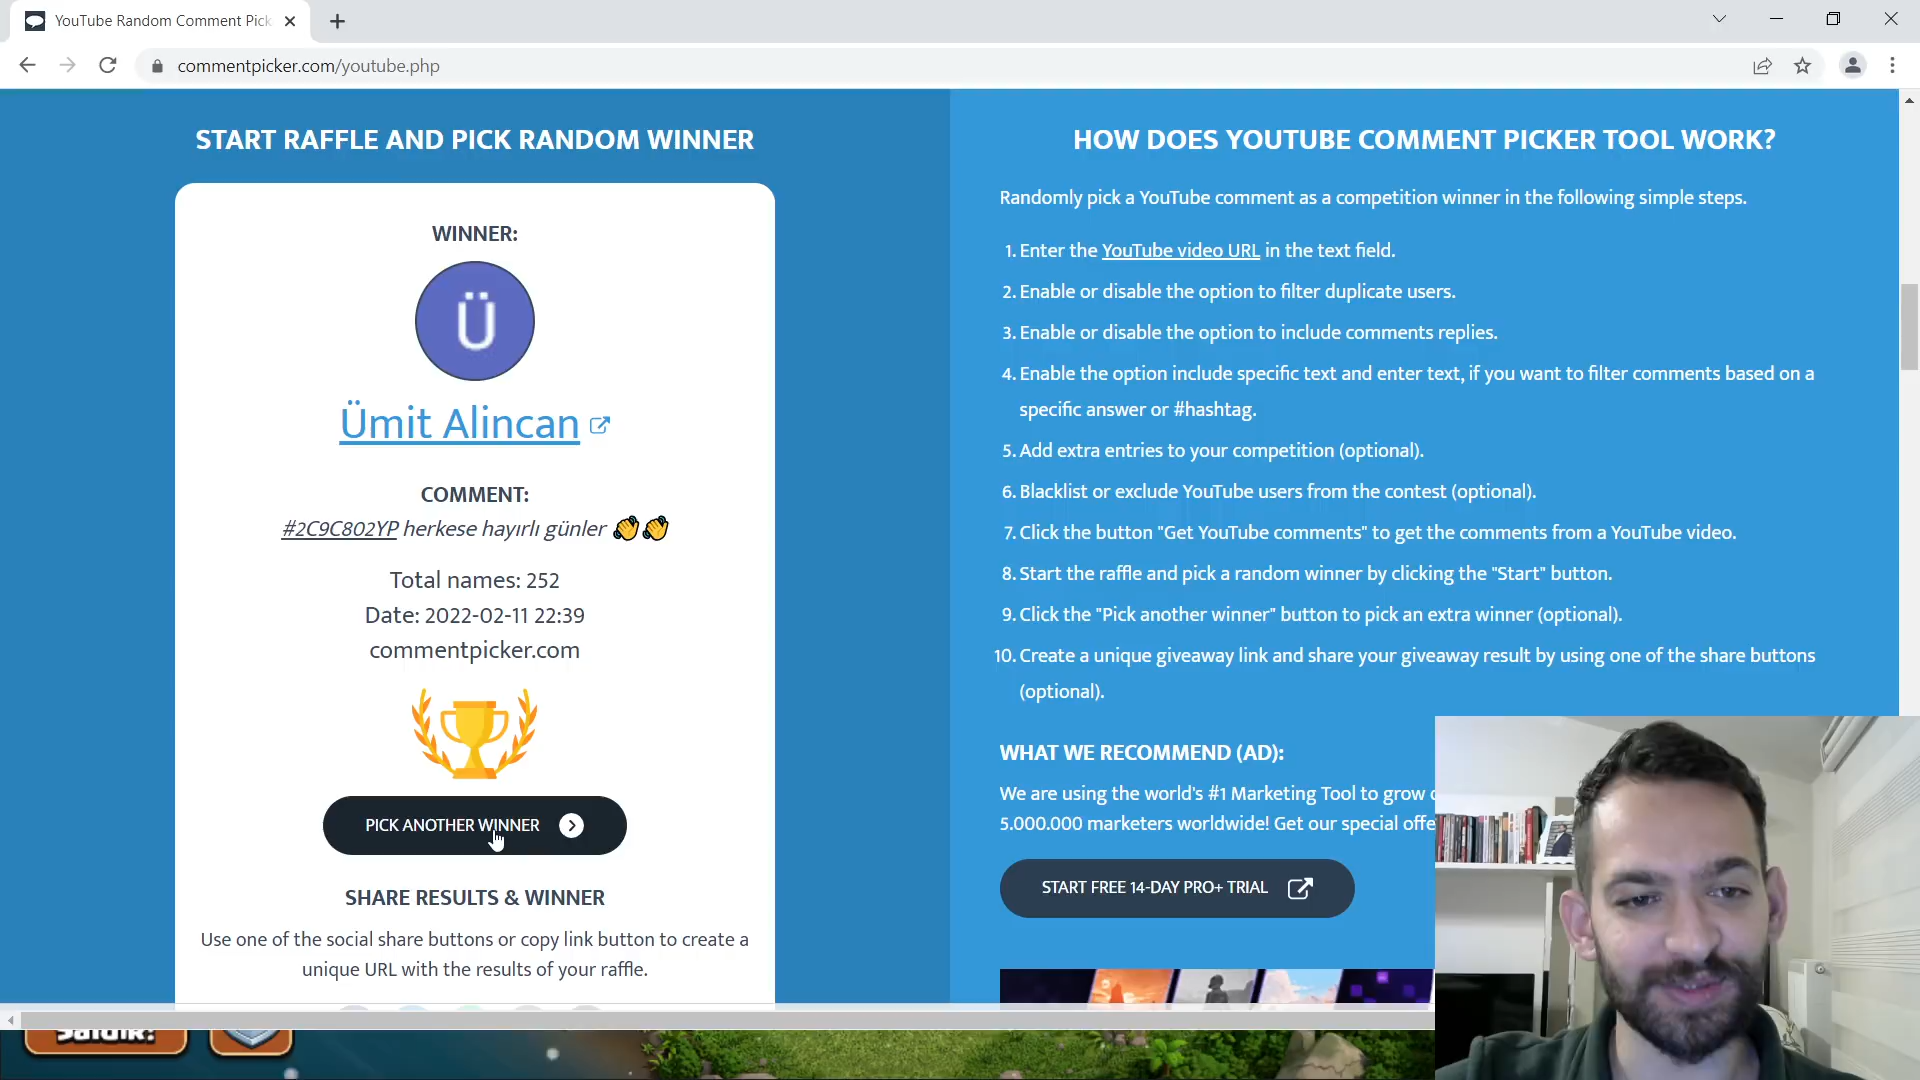 YouTube Random Comment Pick
commentpicker.com/youtube.php
START RAFFLE AND PICK RANDOM WINNER
WINNER:
Ü
Ümit Alincan
COMMENT:
#2C9C802YP herkese hayırlı günler 👏👏
Total names: 252
Date: 2022-02-11 22:39
commentpicker.com
PICK ANOTHER WINNER
SHARE RESULTS & WINNER
Use one of the social share buttons or copy link button to create a
unique URL with the results of your raffle.
HOW DOES YOUTUBE COMMENT PICKER TOOL WORK?
Randomly pick a YouTube comment as a competition winner in the following simple steps.
1. Enter the YouTube video URL in the text field.
2. Enable or disable the option to filter duplicate users.
3. Enable or disable the option to include comments replies.
4. Enable the option include specific text and enter text, if you want to filter comments based on a
specific answer or #hashtag.
5. Add extra entries to your competition (optional).
6. Blacklist or exclude YouTube users from the contest (optional).
7. Click the button "Get YouTube comments" to get the comments from a YouTube video.
8. Start the raffle and pick a random winner by clicking the "Start" button.
9. Click the "Pick another winner" button to pick an extra winner (optional).
10. Create a unique giveaway link and share your giveaway result by using one of the share buttons
(optional).
WHAT WE RECOMMEND (AD):
We are using the world's #1 Marketing Tool to grow
5.000.000 marketers worldwide! Get our special offe
START FREE 14-DAY PRO+ TRIAL
Saldır!